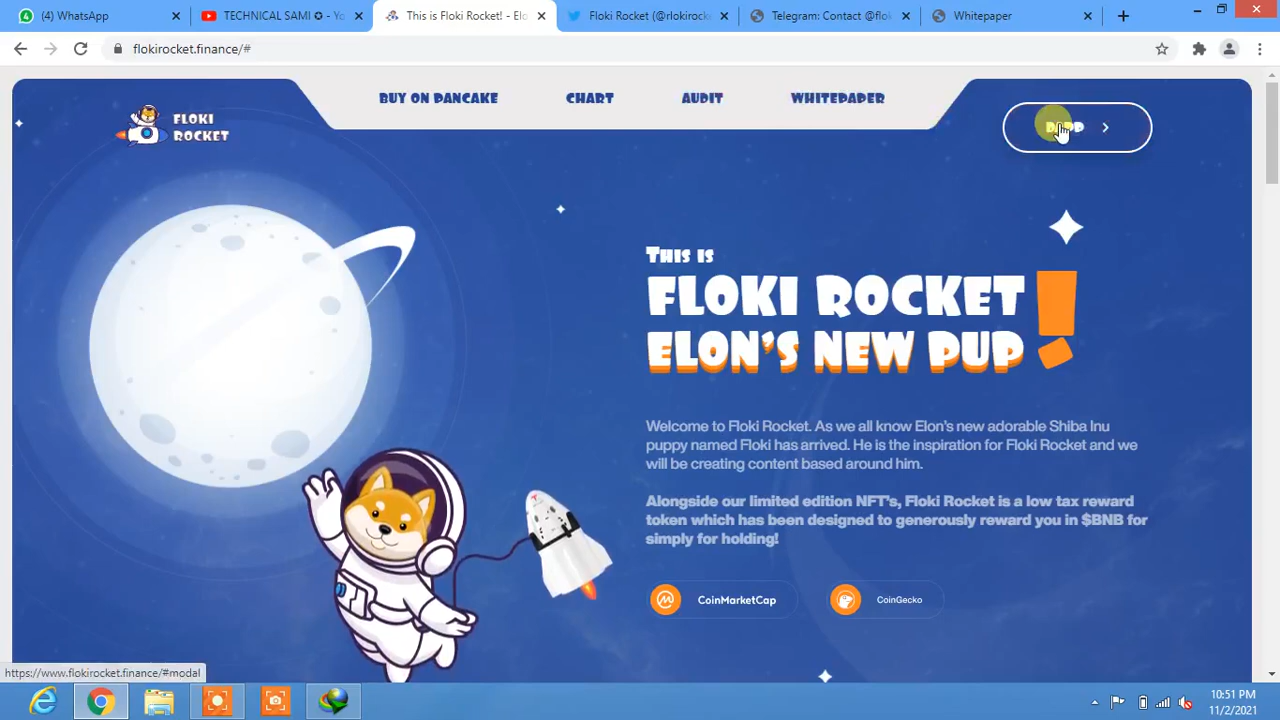 (4) WhatsApp
TECHNICAL SAMI ✪ - Yo
This is Floki Rocket! - Elo
Floki Rocket (@rlokirocke
Telegram: Contact @flok
Whitepaper
flokirocket.finance/#
FLOKI
ROCKET
BUY ON PANCAKE
CHART
AUDIT
WHITEPAPER
THIS IS
FLOKI ROCKET
ELON'S NEW PUP!
Welcome to Floki Rocket. As we all know Elon's new adorable Shiba Inu
puppy named Floki has arrived. He is the inspiration for Floki Rocket and we
will be creating content based around him.
Alongside our limited edition NFT's, Floki Rocket is a low tax reward
token which has been designed to generously reward you in $BNB for
simply for holding!
CoinMarketCap
CoinGecko
https://www.flokirocket.finance/#modal
10:51 PM
11/2/2021